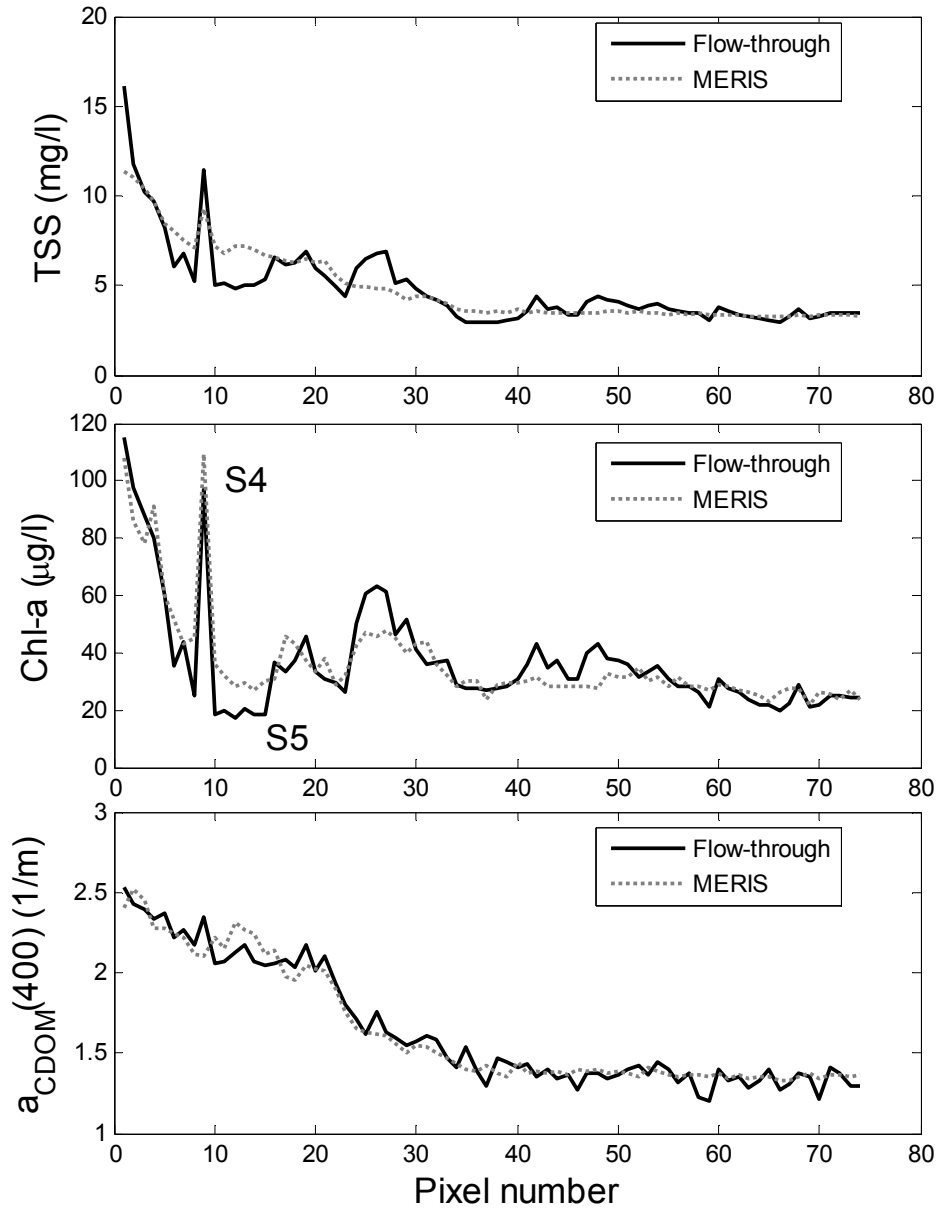 20
15
10
5
0
TSS (mg/l)
Flow-through
MERIS
0 10 20 30 40 50 60 70 80
120
100
80
60
40
20
0
Chl-a (μg/l)
Flow-through
MERIS
S4
S5
0 10 20 30 40 50 60 70 80
3
2.5
2
1.5
1
aCDOM(400) (1/m)
Flow-through
MERIS
0 10 20 30 40 50 60 70 80
Pixel number